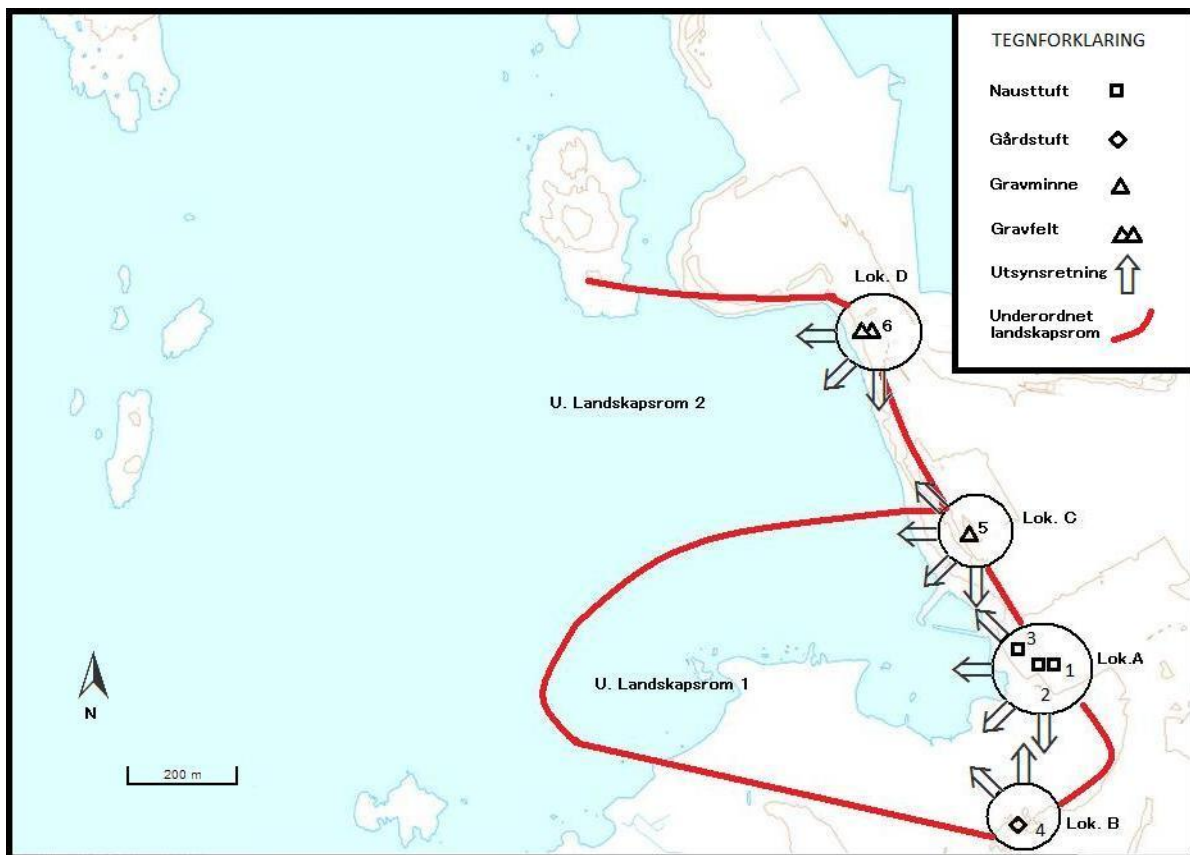 TEGNFORKLARING
Nausttuft
Gårdstuft
Gravminne
Gravfelt
Utsynsretning
Underordnet
landskapsrom
Lok. D
6
U. Landskapsrom 2
Lok. C
5
3
1
Lok.A
2
U. Landskapsrom 1
N
200 m
4
Lok. B